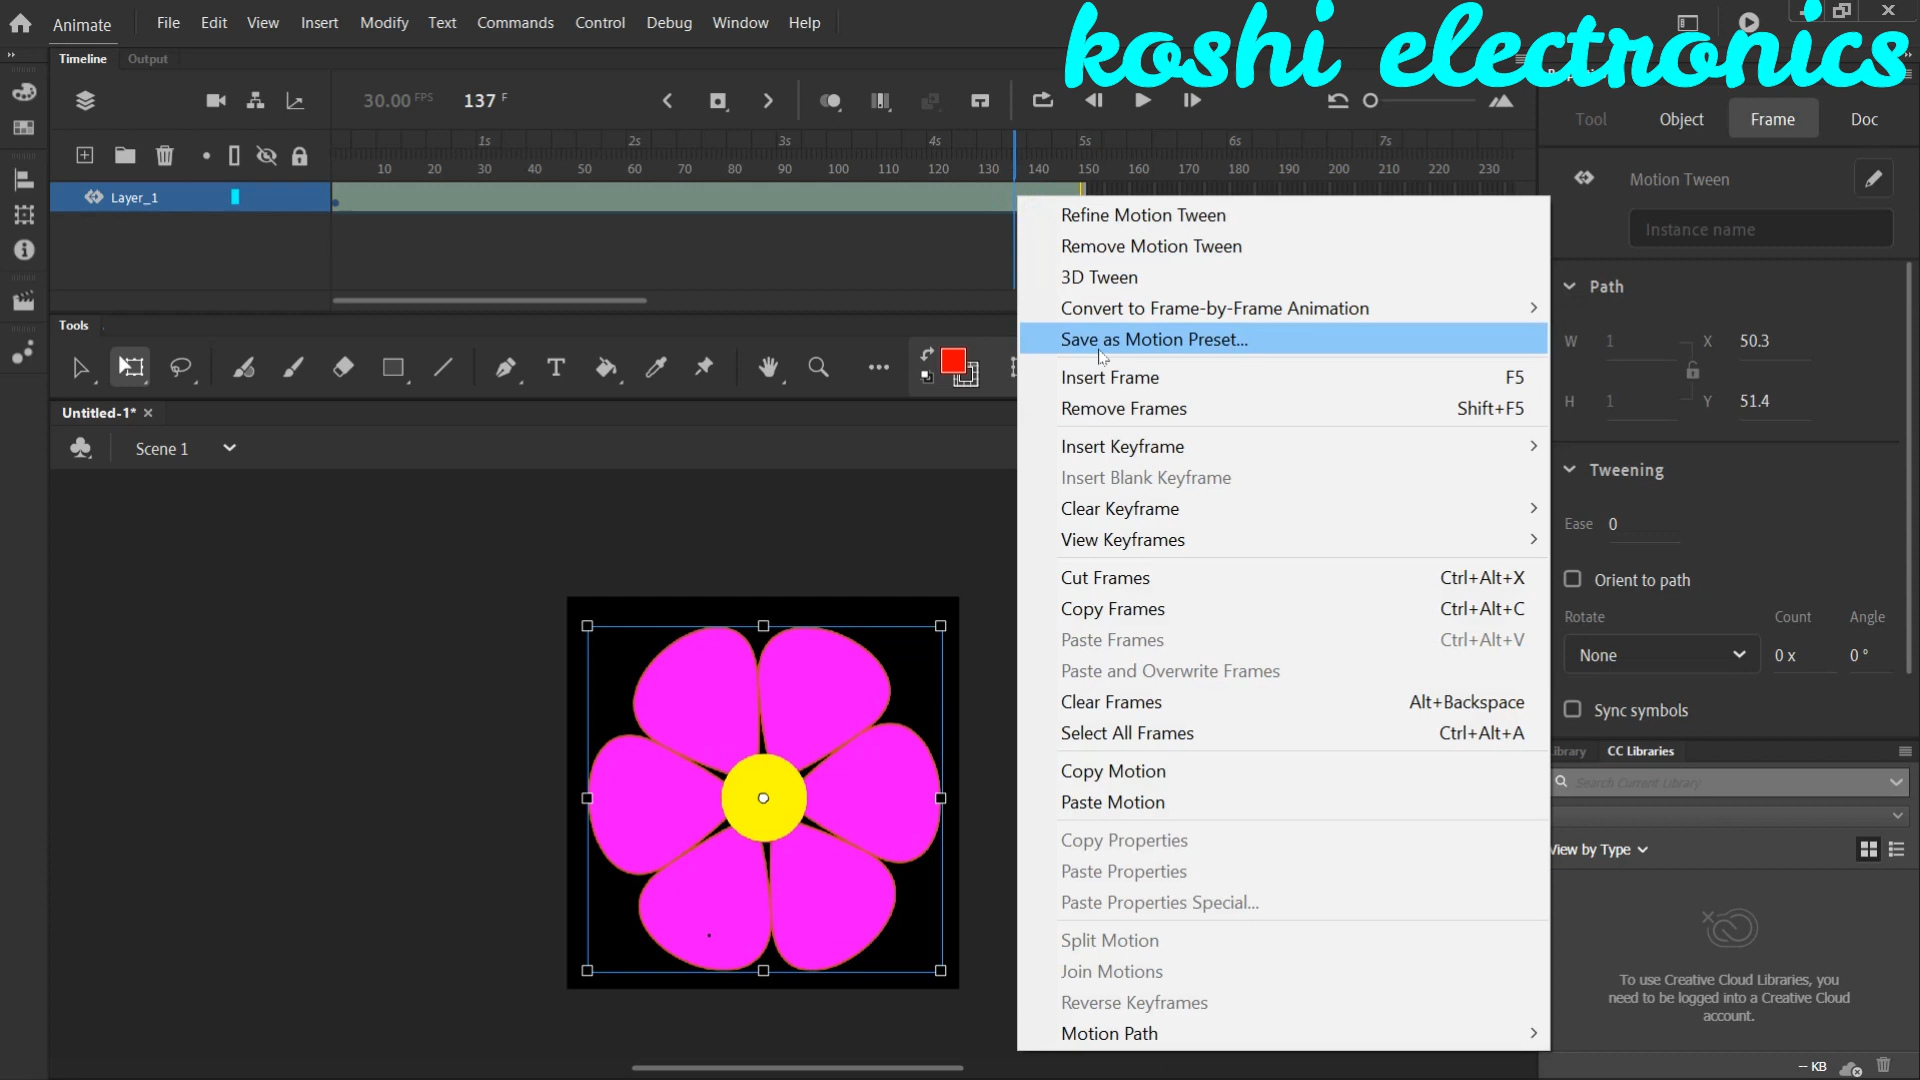 Animate
File Edit View Insert Modify Text Commands Control Debug Window Help
koshi electronics
Timeline Output
30.00 FPS 137 F
Tool Object Frame Doc
1s 2s 3s 4s 5s 6s 7s
10 20 30 40 50 60 70 80 90 100 110 120 130 140 150 160 170 180 190 200 210 220 230
Layer_1
Motion Tween
Instance name
Refine Motion Tween
Remove Motion Tween
3D Tween
Convert to Frame-by-Frame Animation
Save as Motion Preset...
Insert Frame F5
Remove Frames Shift+F5
Insert Keyframe
Insert Blank Keyframe
Clear Keyframe
View Keyframes
Cut Frames Ctrl+Alt+X
Copy Frames Ctrl+Alt+C
Paste Frames Ctrl+Alt+V
Paste and Overwrite Frames
Clear Frames Alt+Backspace
Select All Frames Ctrl+Alt+A
Copy Motion
Paste Motion
Copy Properties
Paste Properties
Paste Properties Special...
Split Motion
Join Motions
Reverse Keyframes
Motion Path
Tools
Untitled-1*
Scene 1
Path
W 1 X 50.3
H 1 Y 51.4
Tweening
Ease 0
Orient to path
Rotate Count Angle
None 0 x 0 °
Sync symbols
ibrary CC Libraries
Search Current Library
View by Type
To use Creative Cloud Libraries, you
need to be logged into a Creative Cloud
account.
-- KB